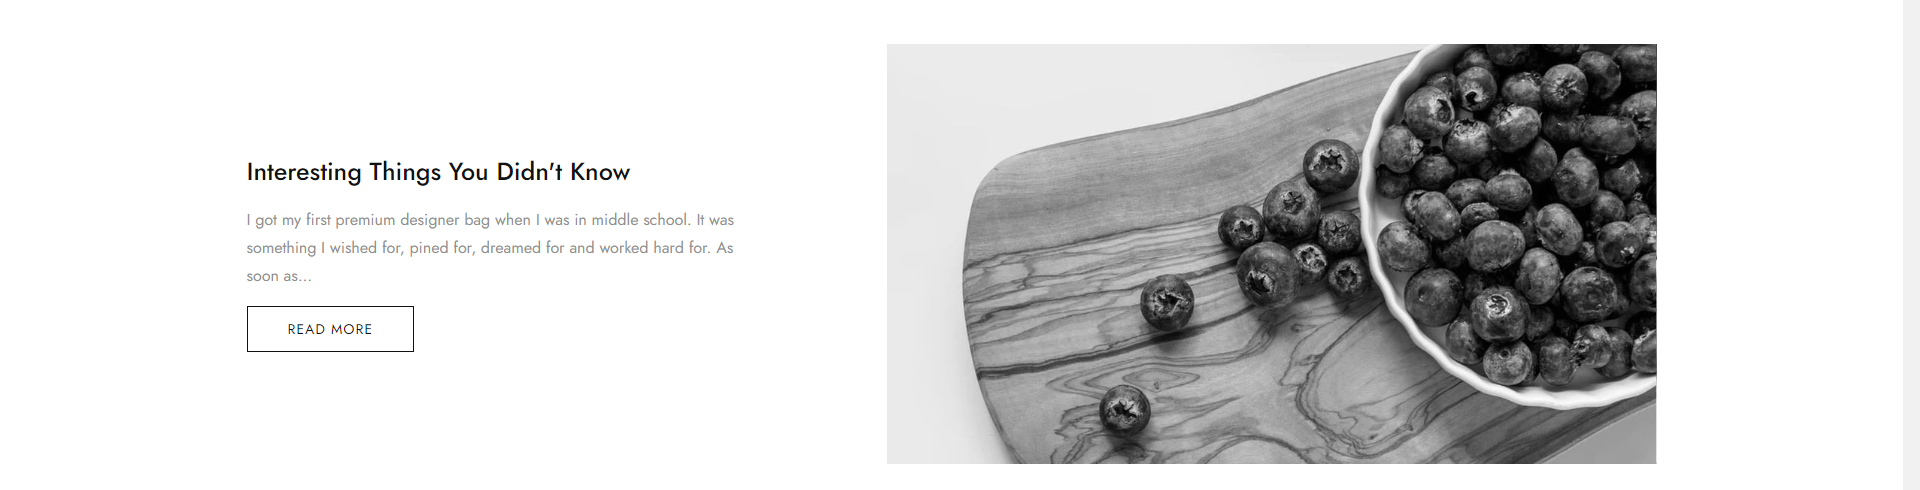 Interesting Things You Didn't Know
I got my first premium designer bag when I was in middle school. It was
something I wished for, pined for, dreamed for and worked hard for. As
soon as...
READ MORE